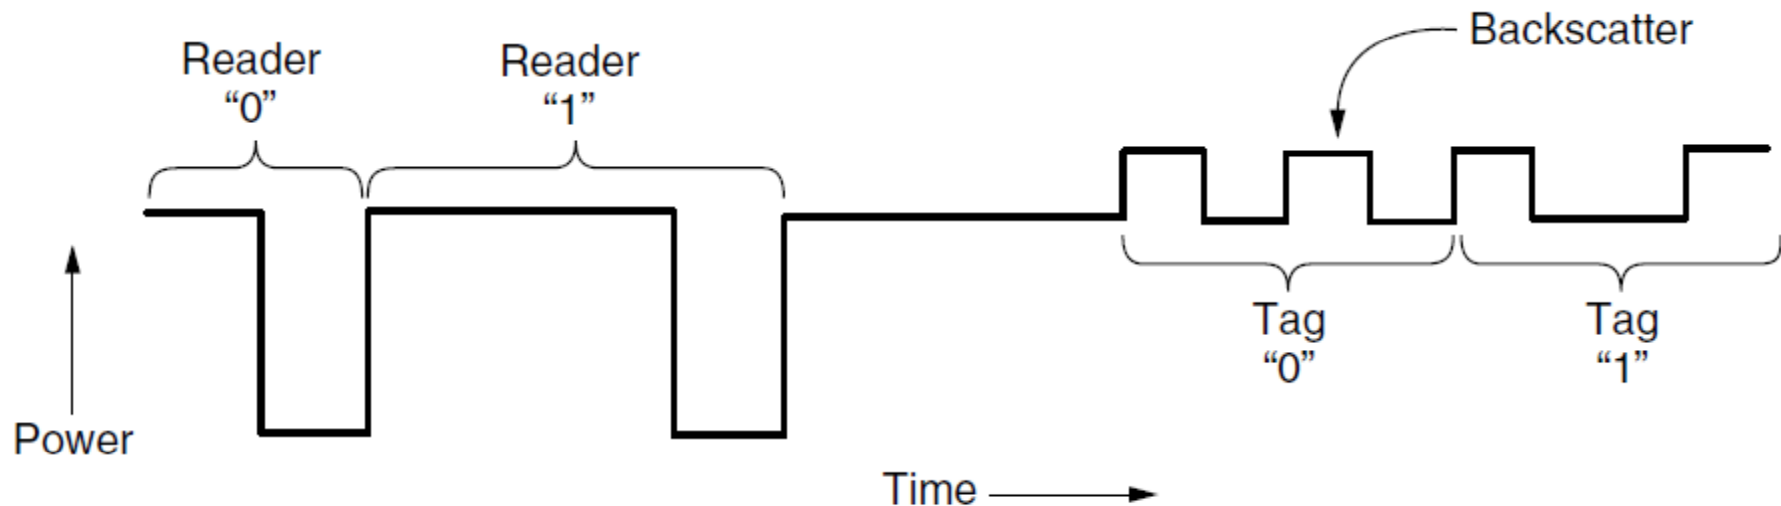 Backscatter
Reader
“0”
Reader
“1”
Tag
“0”
Tag
“1”
Power
Time